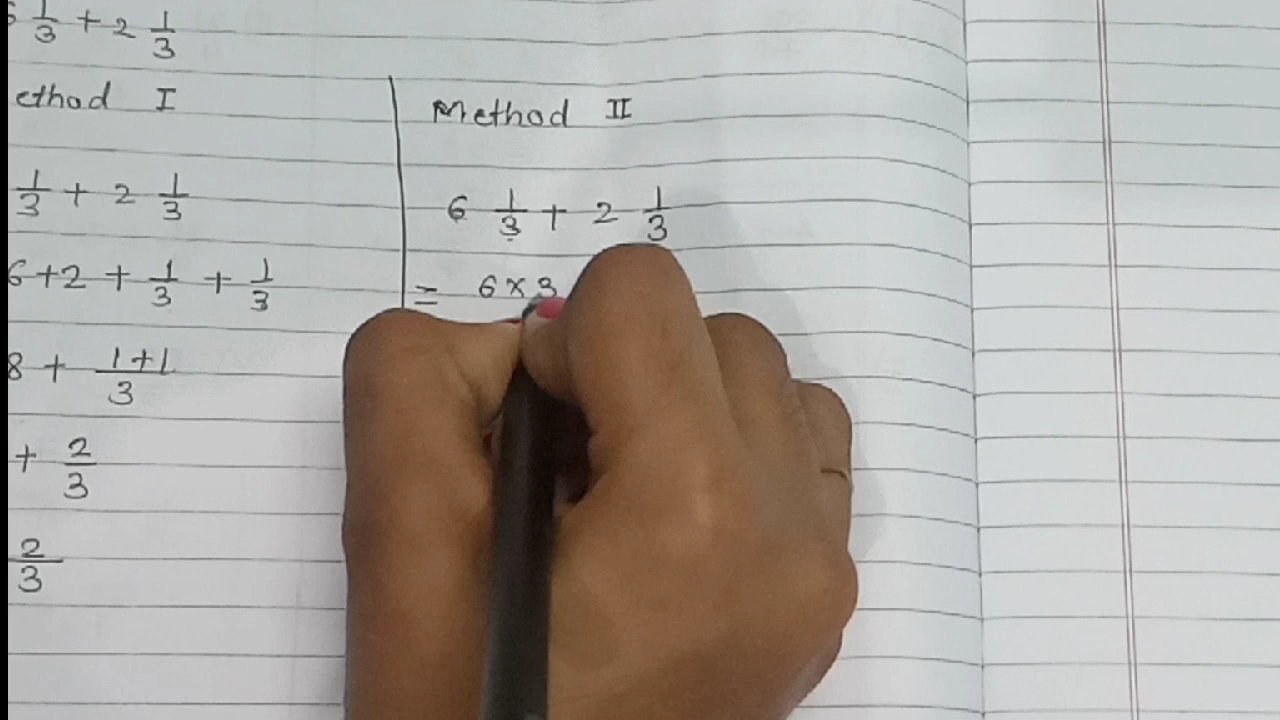 6 1/3 + 2 1/3
ethod I
1/3 + 2 1/3
6 + 2 + 1/3 + 1/3
8 + 1+1/3
+ 2/3
2/3
Method II
6 1/3 + 2 1/3
= 6 × 3